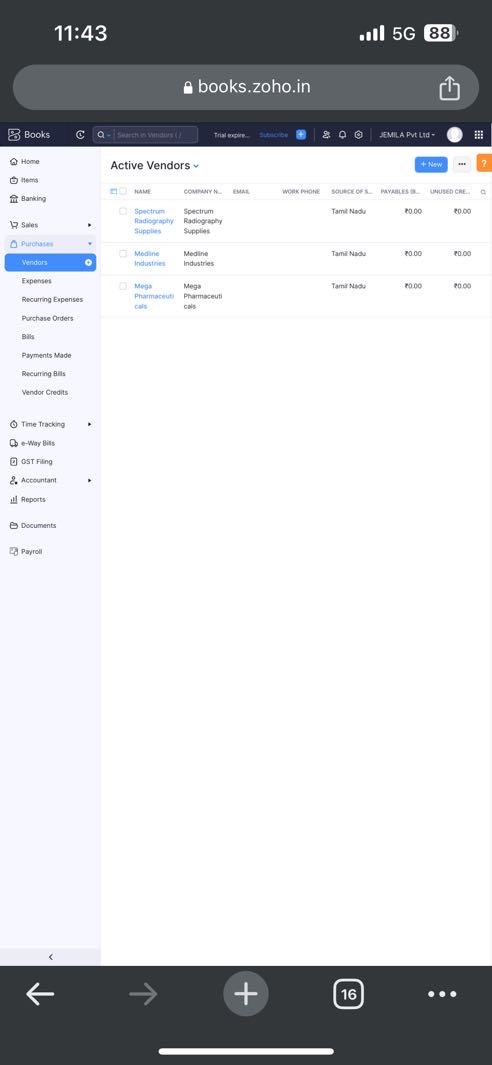 11:43
5G 88
books.zoho.in
Books
Search in Vendors ( /
Trial expire...
Subscribe
JEMILA Pvt Ltd
Home
Items
Banking
Sales
Purchases
Vendors
Expenses
Recurring Expenses
Purchase Orders
Bills
Payments Made
Recurring Bills
Vendor Credits
Time Tracking
e-Way Bills
GST Filing
Accountant
Reports
Documents
Payroll
Active Vendors
+ New
?
NAME COMPANY N... EMAIL WORK PHONE SOURCE OF S... PAYABLES (B... UNUSED CRE...
Spectrum Spectrum Tamil Nadu ₹0.00 ₹0.00
Radiography Radiography
Supplies Supplies
Medline Medline Tamil Nadu ₹0.00 ₹0.00
Industries Industries
Mega Mega Tamil Nadu ₹0.00 ₹0.00
Pharmaceuti Pharmaceuti
cals cals
16